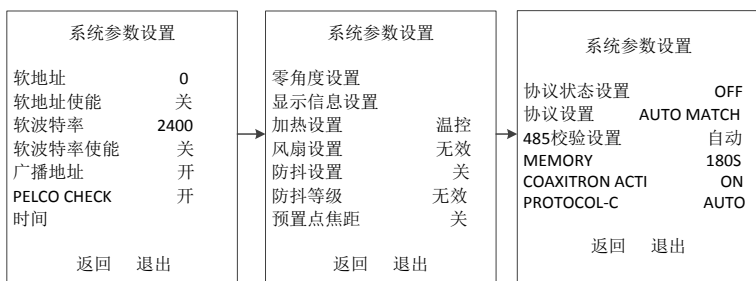 系统参数设置
软地址 0
软地址使能 关
软波特率 2400
软波特率使能 关
广播地址 开
PELCO CHECK 开
时间
返回 退出
系统参数设置
零角度设置
显示信息设置
加热设置 温控
风扇设置 无效
防抖设置 关
防抖等级 无效
预置点焦距 关
返回 退出
系统参数设置
协议状态设置 OFF
协议设置 AUTO MATCH
485校验设置 自动
MEMORY 180S
COAXITRON ACTI ON
PROTOCOL-C AUTO
返回 退出